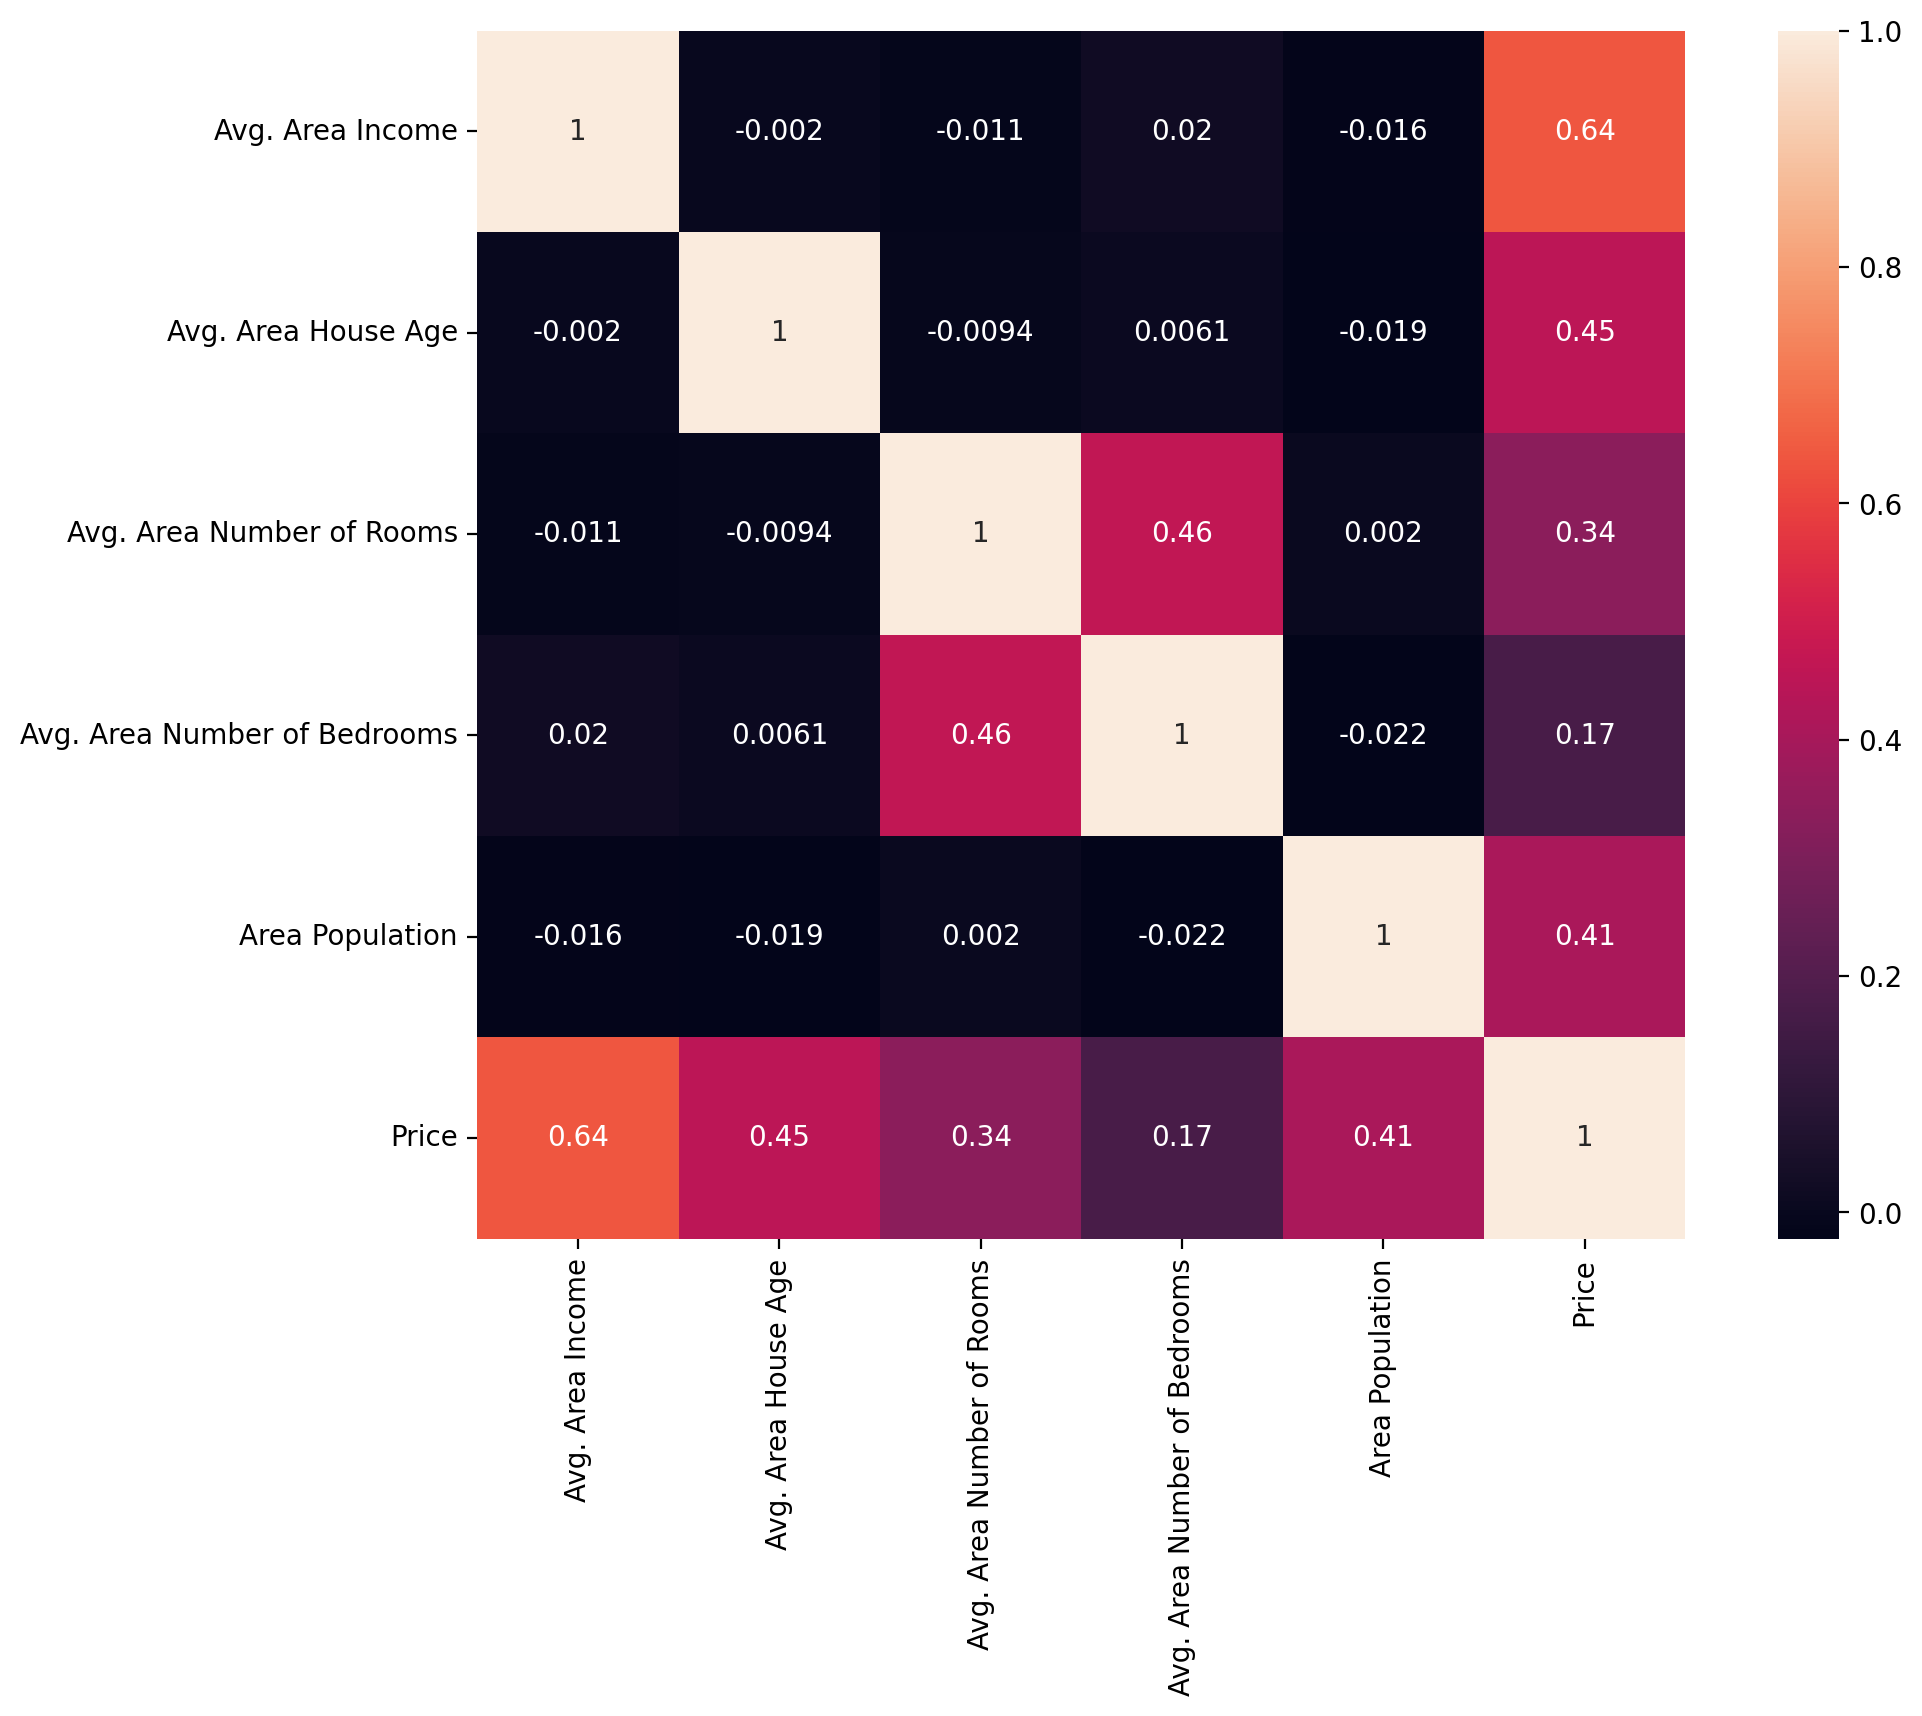 Avg. Area Income 1 -0.002 -0.011 0.02 -0.016 0.64
Avg. Area House Age -0.002 1 -0.0094 0.0061 -0.019 0.45
Avg. Area Number of Rooms -0.011 -0.0094 1 0.46 0.002 0.34
Avg. Area Number of Bedrooms 0.02 0.0061 0.46 1 -0.022 0.17
Area Population -0.016 -0.019 0.002 -0.022 1 0.41
Price 0.64 0.45 0.34 0.17 0.41 1
Avg. Area Income
Avg. Area House Age
Avg. Area Number of Rooms
Avg. Area Number of Bedrooms
Area Population
Price
1.0
0.8
0.6
0.4
0.2
0.0